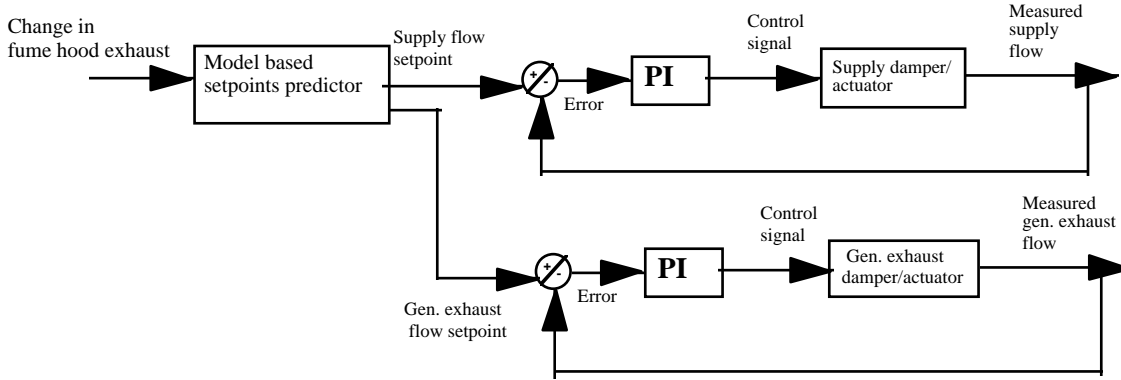 Change in
fume hood exhaust
Model based
setpoints predictor
Supply flow
setpoint
+
-
Error
PI
Control
signal
Supply damper/
actuator
Measured
supply
flow
Gen. exhaust
flow setpoint
+
-
Error
PI
Control
signal
Gen. exhaust
damper/actuator
Measured
gen. exhaust
flow